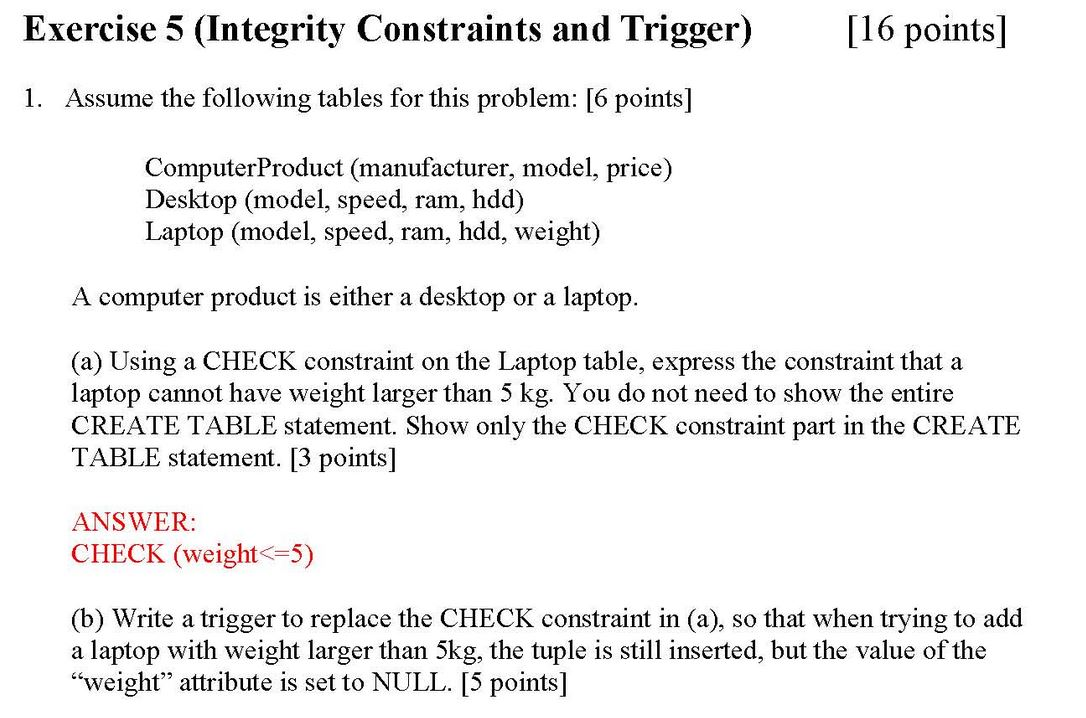 Exercise 5 (Integrity Constraints and Trigger) [16 points]
1. Assume the following tables for this problem: [6 points]
ComputerProduct (manufacturer, model, price)
Desktop (model, speed, ram, hdd)
Laptop (model, speed, ram, hdd, weight)
A computer product is either a desktop or a laptop.
(a) Using a CHECK constraint on the Laptop table, express the constraint that a
laptop cannot have weight larger than 5 kg. You do not need to show the entire
CREATE TABLE statement. Show only the CHECK constraint part in the CREATE
TABLE statement. [3 points]
ANSWER:
CHECK (weight<=5)
(b) Write a trigger to replace the CHECK constraint in (a), so that when trying to add
a laptop with weight larger than 5kg, the tuple is still inserted, but the value of the
“weight” attribute is set to NULL. [5 points]